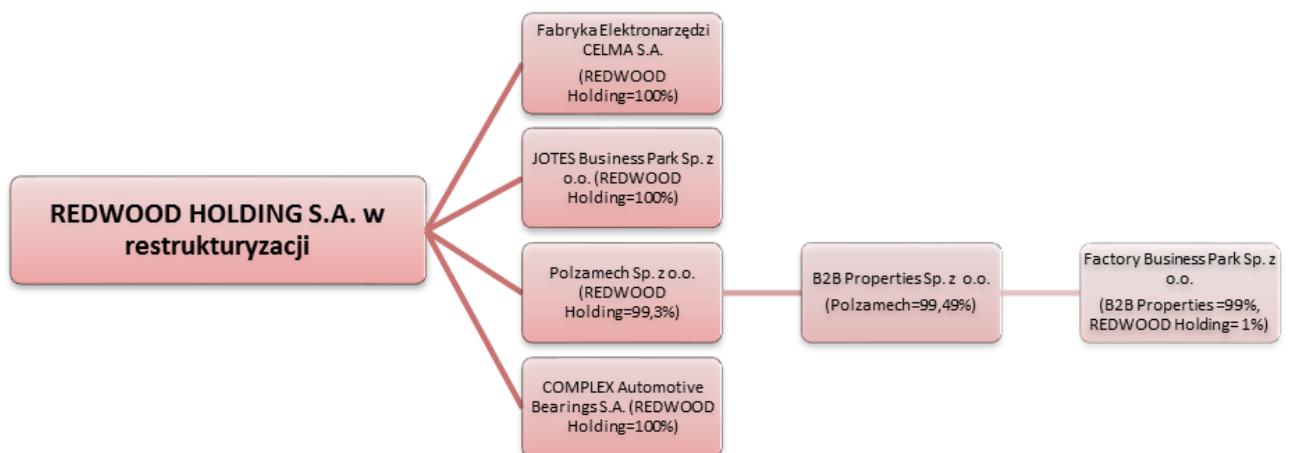 Fabryka Elektronarzędzi
CELMA S.A.
(REDWOOD
Holding=100%)
JOTES Business Park Sp. z
o.o. (REDWOOD
Holding=100%)
REDWOOD HOLDING S.A. w
restrukturyzacji
Polzamech Sp. z o.o.
(REDWOOD
Holding=99,3%)
B2B Properties Sp. z o.o.
(Polzamech=99,49%)
Factory Business Park Sp. z
o.o.
(B2B Properties =99%,
REDWOOD Holding= 1%)
COMPLEX Automotive
Bearings S.A. (REDWOOD
Holding=100%)